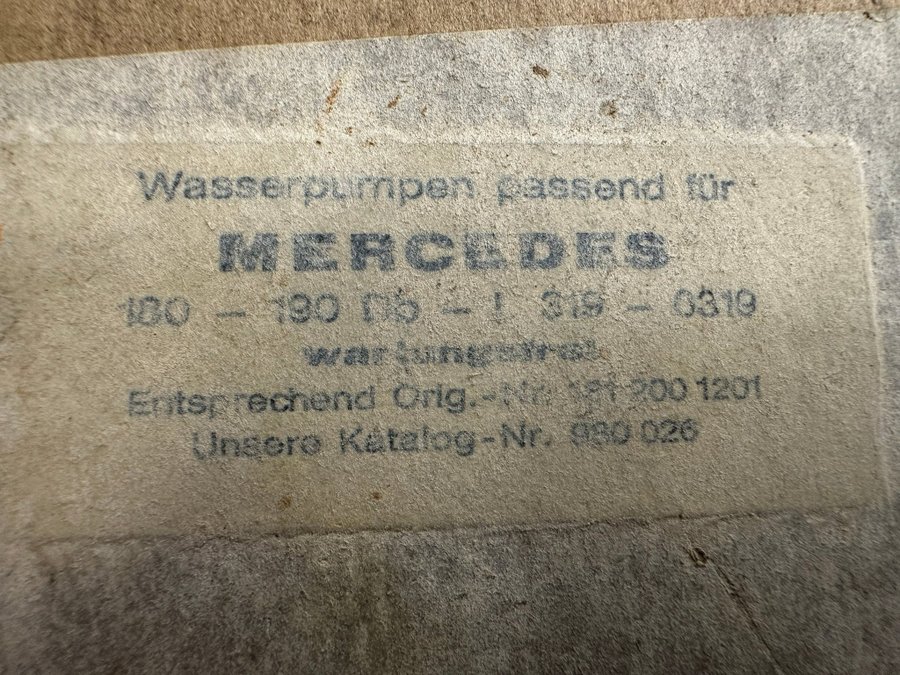 Wasserpumpen passend für
MERCEDES
180 – 190 Db – L 319 – 0319
wartungsfrei
Entsprechend Orig.-Nr. 121 200 1201
Unsere Katalog-Nr. 980 026